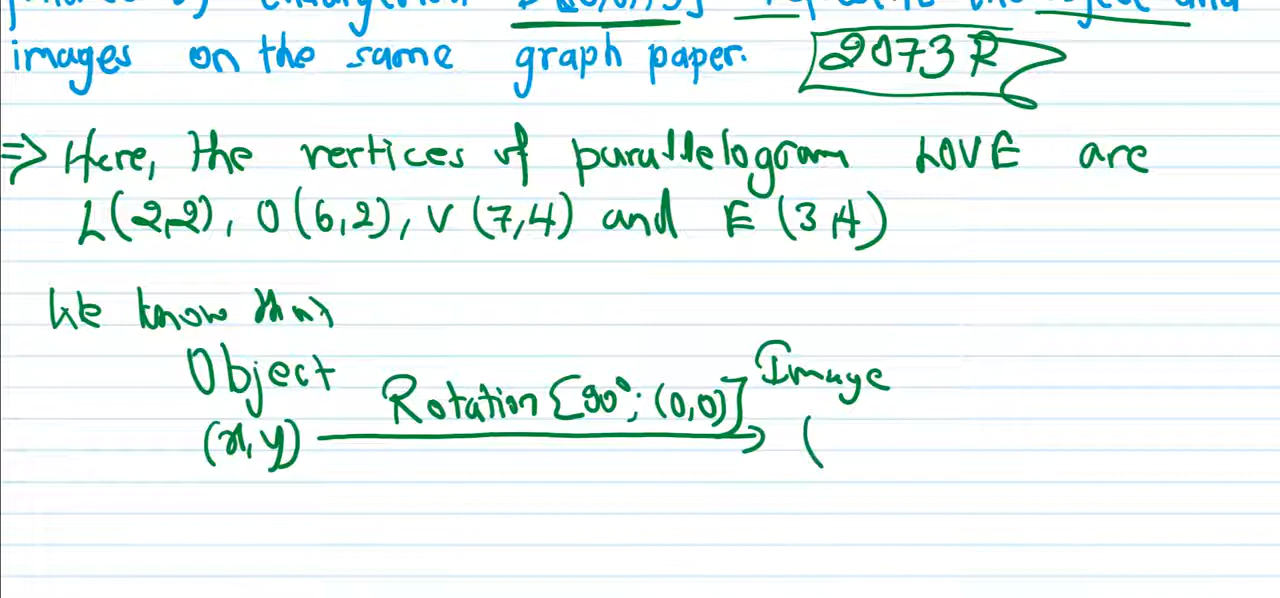 images on the same graph paper. 2073 R
⇒ Here, the vertices of parallelogram LOVE are
L(2,2), O(6,2), V(7,4) and E(3,4)
We know that
Object Rotation [90°; (0,0)] Image
(x,y) (